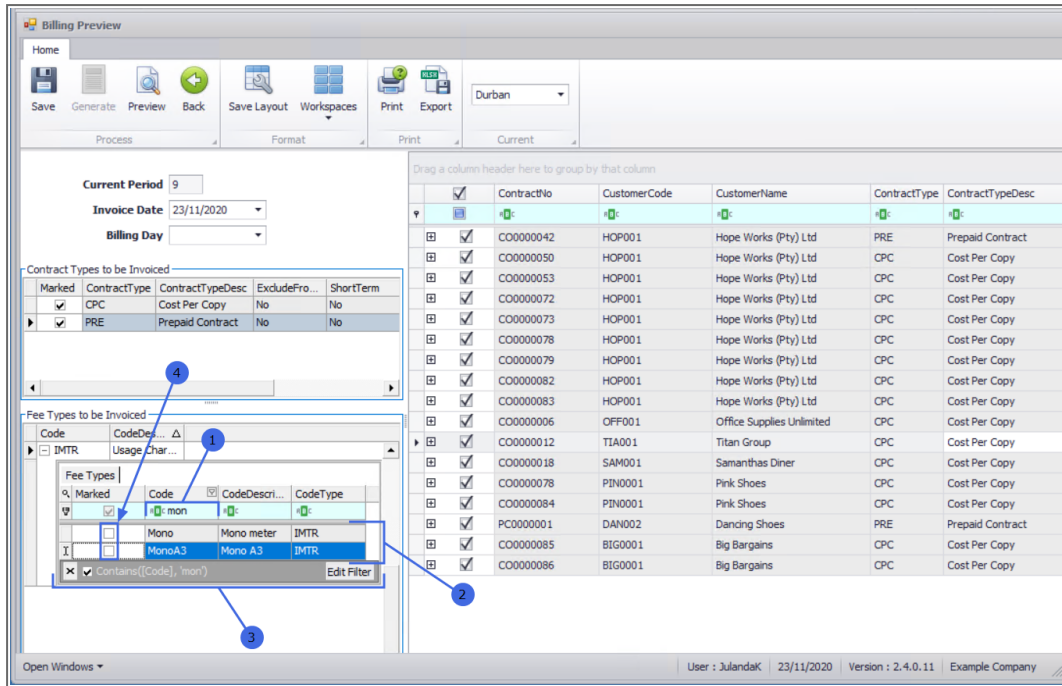 Billing Preview
Home
Save Generate Preview Back Save Layout Workspaces Print Export Durban
Process Format Print Current
Current Period 9
Invoice Date 23/11/2020
Billing Day
Contract Types to be Invoiced
Marked ContractType ContractTypeDesc ExcludeFro... ShortTerm
CPC Cost Per Copy No No
PRE Prepaid Contract No No
4
Fee Types to be Invoiced
Code CodeDes...
1
IMTR Usage Char...
Fee Types
Marked Code CodeDescri... CodeType
mon
Mono Mono meter IMTR
MonoA3 Mono A3 IMTR
Contains([Code], 'mon') Edit Filter
2
3
Drag a column header here to group by that column
ContractNo CustomerCode CustomerName ContractType ContractTypeDesc
CO0000042 HOP001 Hope Works (Pty) Ltd PRE Prepaid Contract
CO0000050 HOP001 Hope Works (Pty) Ltd CPC Cost Per Copy
CO0000053 HOP001 Hope Works (Pty) Ltd CPC Cost Per Copy
CO0000072 HOP001 Hope Works (Pty) Ltd CPC Cost Per Copy
CO0000073 HOP001 Hope Works (Pty) Ltd CPC Cost Per Copy
CO0000078 HOP001 Hope Works (Pty) Ltd CPC Cost Per Copy
CO0000079 HOP001 Hope Works (Pty) Ltd CPC Cost Per Copy
CO0000082 HOP001 Hope Works (Pty) Ltd CPC Cost Per Copy
CO0000083 HOP001 Hope Works (Pty) Ltd CPC Cost Per Copy
CO0000006 OFF001 Office Supplies Unlimited CPC Cost Per Copy
CO0000012 TIA001 Titan Group CPC Cost Per Copy
CO0000018 SAM001 Samanthas Diner CPC Cost Per Copy
CO0000078 PIN0001 Pink Shoes CPC Cost Per Copy
CO0000084 PIN0001 Pink Shoes CPC Cost Per Copy
PC0000001 DAN002 Dancing Shoes PRE Prepaid Contract
CO0000085 BIG0001 Big Bargains CPC Cost Per Copy
CO0000086 BIG0001 Big Bargains CPC Cost Per Copy
Open Windows User : JulandaK 23/11/2020 Version : 2.4.0.11 Example Company